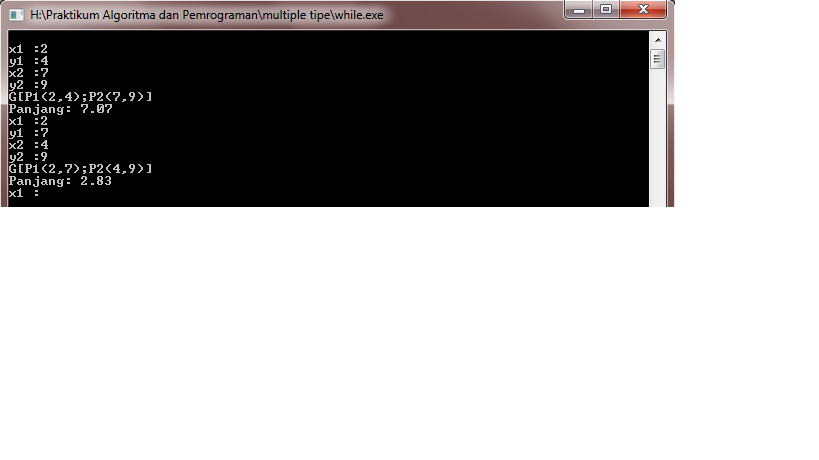 H:\Praktikum Algoritma dan Pemrograman\multiple tipe\while.exe
x1 :2
y1 :4
x2 :7
y2 :9
G[P1(2,4);P2(7,9)]
Panjang: 7.07
x1 :2
y1 :7
x2 :4
y2 :9
G[P1(2,7);P2(4,9)]
Panjang: 2.83
x1 :